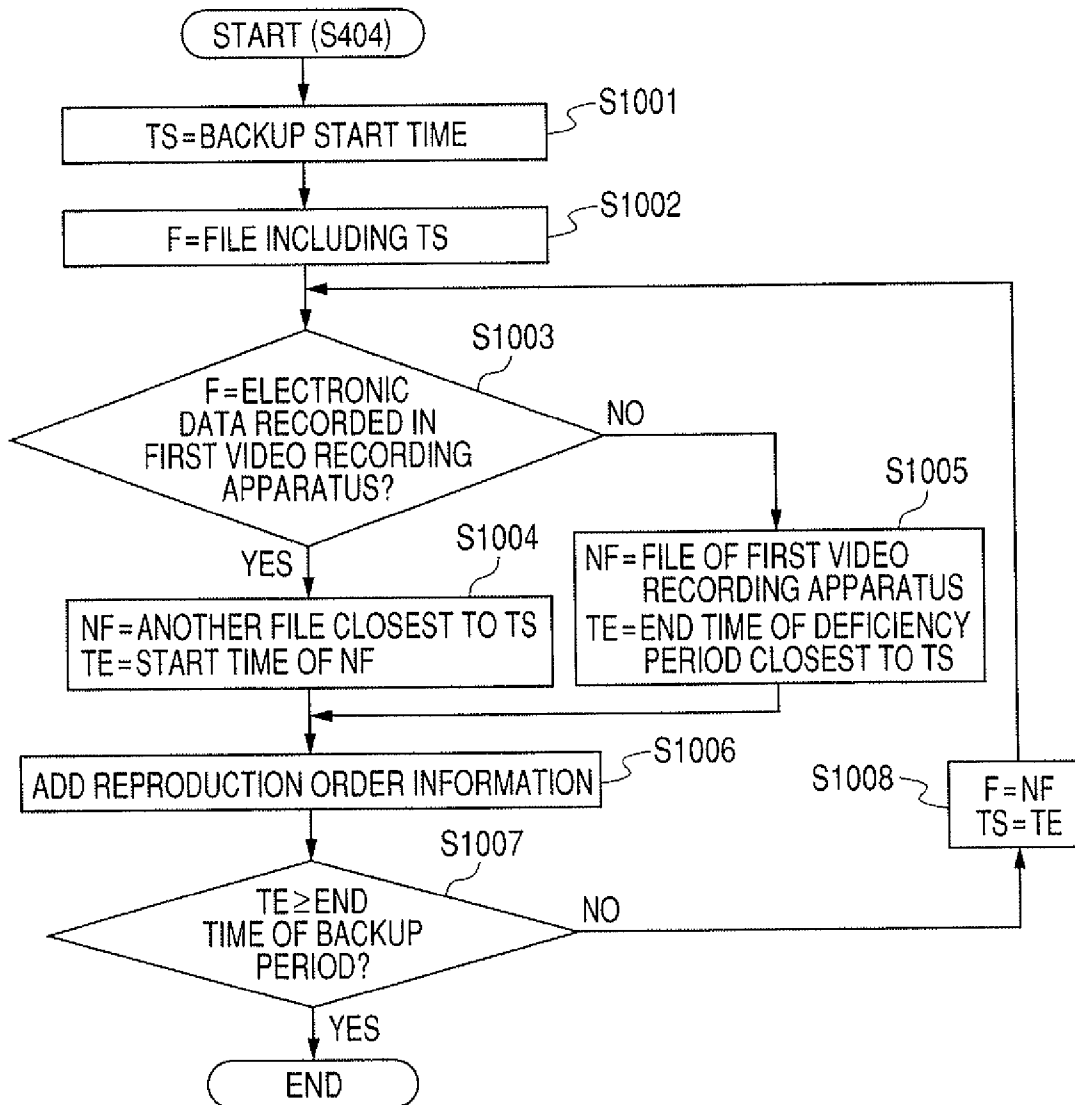 START (S404)
S1001
TS=BACKUP START TIME
S1002
F=FILE INCLUDING TS
S1003
F=ELECTRONIC
DATA RECORDED IN
FIRST VIDEO RECORDING
APPARATUS?
NO
YES
S1004
NF=ANOTHER FILE CLOSEST TO TS
TE=START TIME OF NF
S1005
NF=FILE OF FIRST VIDEO
RECORDING APPARATUS
TE=END TIME OF DEFICIENCY
PERIOD CLOSEST TO TS
S1006
ADD REPRODUCTION ORDER INFORMATION
S1007
TE≥END
TIME OF BACKUP
PERIOD?
NO
S1008
F=NF
TS=TE
YES
END